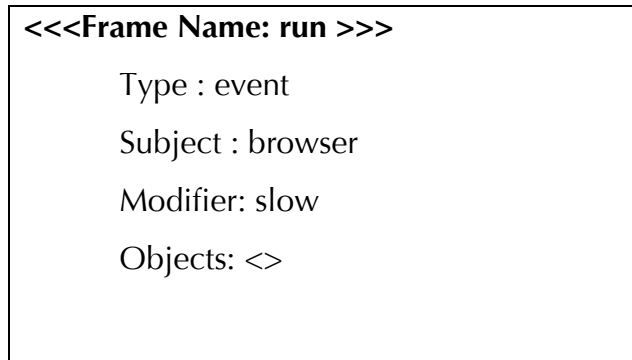 <<<Frame Name: run >>>
Type : event
Subject : browser
Modifier: slow
Objects: <>